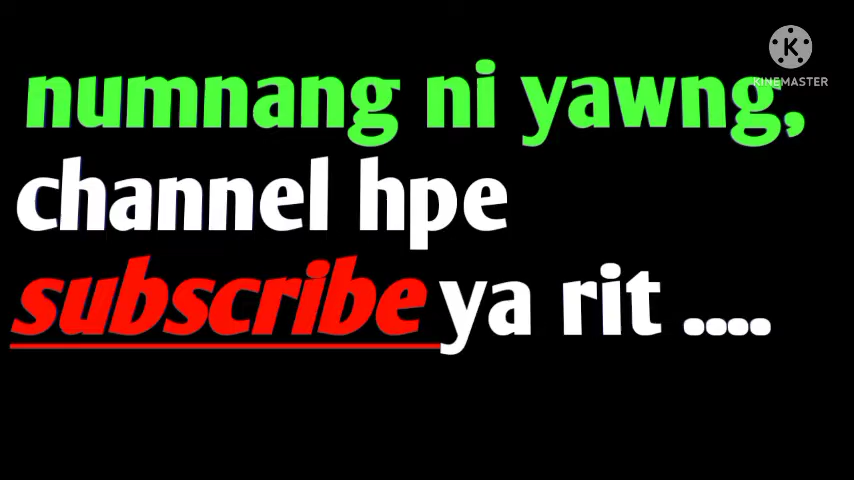 KINEMASTER
numnang ni yawng,
channel hpe
subscribe ya rit ....